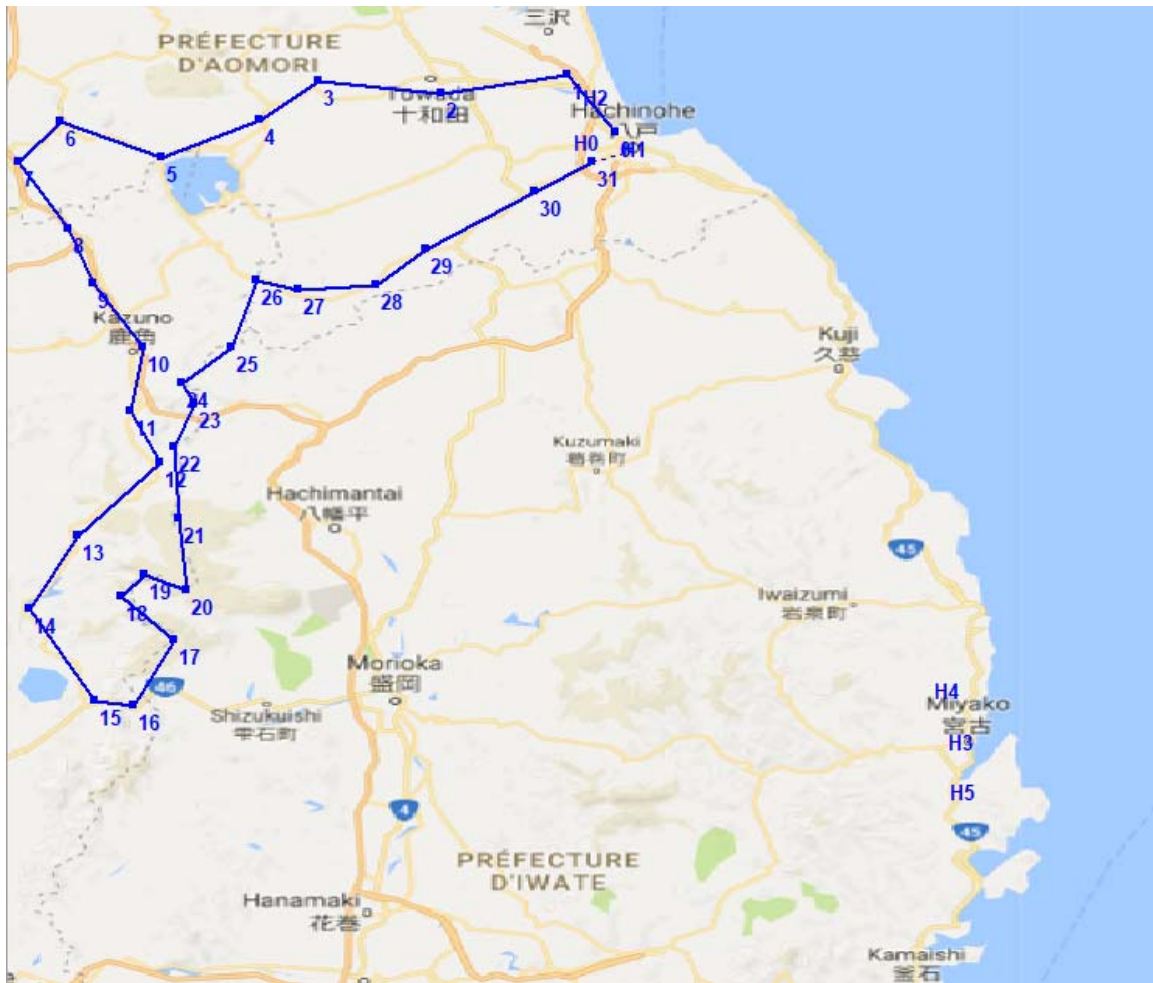 三沢
PRÉFECTURE
D'AOMORI
Towada
十和田
Hachinohe
八戸
H2
H0
H1
1
2
3
4
5
6
7
8
9
10
11
12
13
14
15
16
17
18
19
20
21
22
23
24
25
26
27
28
29
30
31
Kazuno
鹿角
Kuji
久慈
Kuzumaki
葛巻町
Hachimantai
八幡平
45
Iwaizumi
岩泉町
Morioka
盛岡
46
Shizukuishi
雫石町
H4
Miyako
宮古
H3
H5
4
45
PRÉFECTURE
D'IWATE
Hanamaki
花巻
Kamaishi
釜石